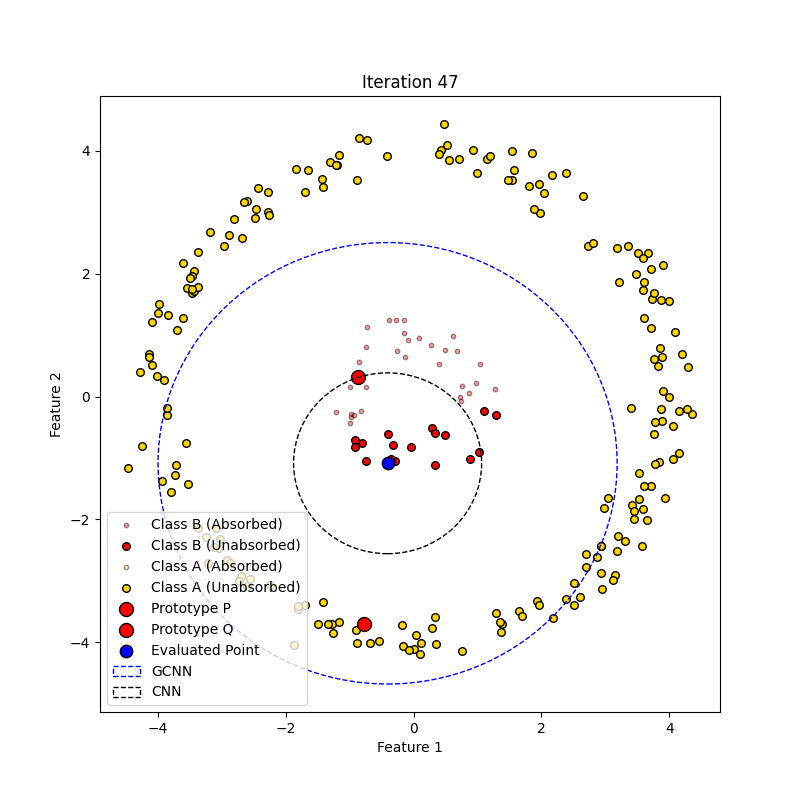 Iteration 47
Feature 2
4
2
0
−2
−4
Class B (Absorbed)
Class B (Unabsorbed)
Class A (Absorbed)
Class A (Unabsorbed)
Prototype P
Prototype Q
Evaluated Point
GCNN
CNN
−4 −2 0 2 4
Feature 1